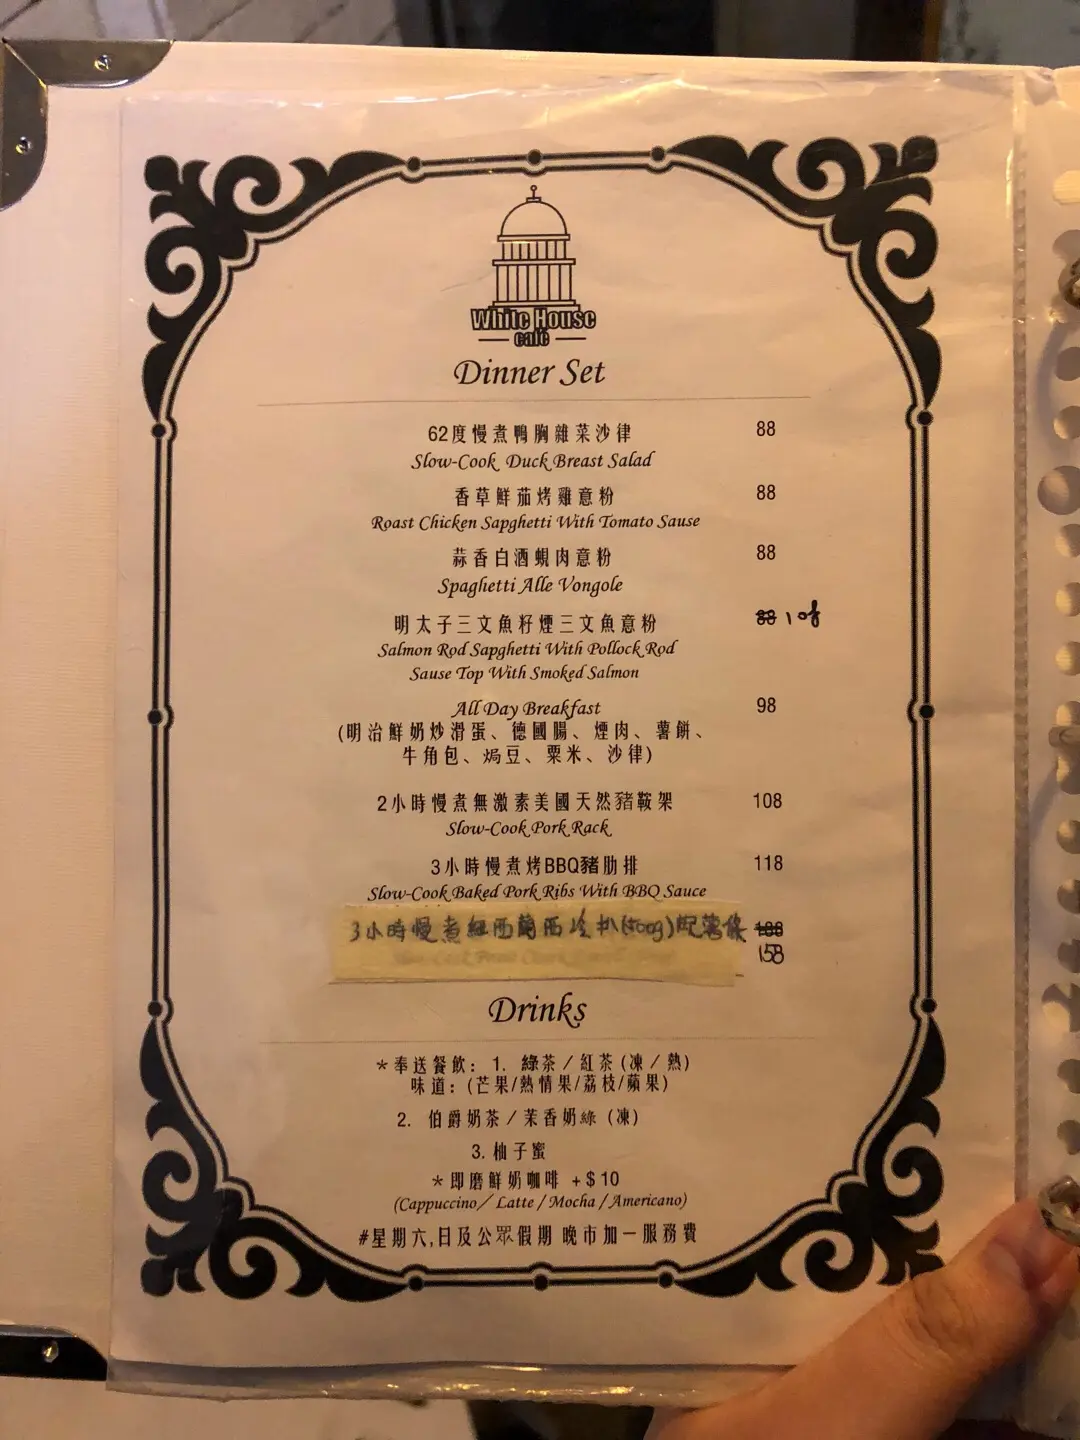 White House
café
Dinner Set
62度慢煮鴨胸雜菜沙律 88
Slow-Cook Duck Breast Salad
香草鮮茄烤雞意粉 88
Roast Chicken Sapghetti With Tomato Sause
蒜香白酒蜆肉意粉 88
Spaghetti Alle Vongole
明太子三文魚籽煙三文魚意粉 88 108
Salmon Rod Sapghetti With Pollock Rod
Sause Top With Smoked Salmon
All Day Breakfast 98
(明治鮮奶炒滑蛋、德國腸、煙肉、薯餅、
牛角包、焗豆、粟米、沙律)
2小時慢煮無激素美國天然豬鞍架 108
Slow-Cook Pork Rack
3小時慢煮烤BBQ豬肋排 118
Slow-Cook Baked Pork Ribs With BBQ Sauce
3小時慢煮紐西蘭西冷扒(500g)配薯條 188
158
Drinks
*奉送餐飲: 1. 綠茶/紅茶(凍/熱)
味道:(芒果/熱情果/荔枝/蘋果)
2. 伯爵奶茶/茉香奶綠 (凍)
3. 柚子蜜
*即磨鮮奶咖啡 +$10
(Cappuccino/ Latte / Mocha / Americano)
#星期六,日及公眾假期 晚市加一服務費